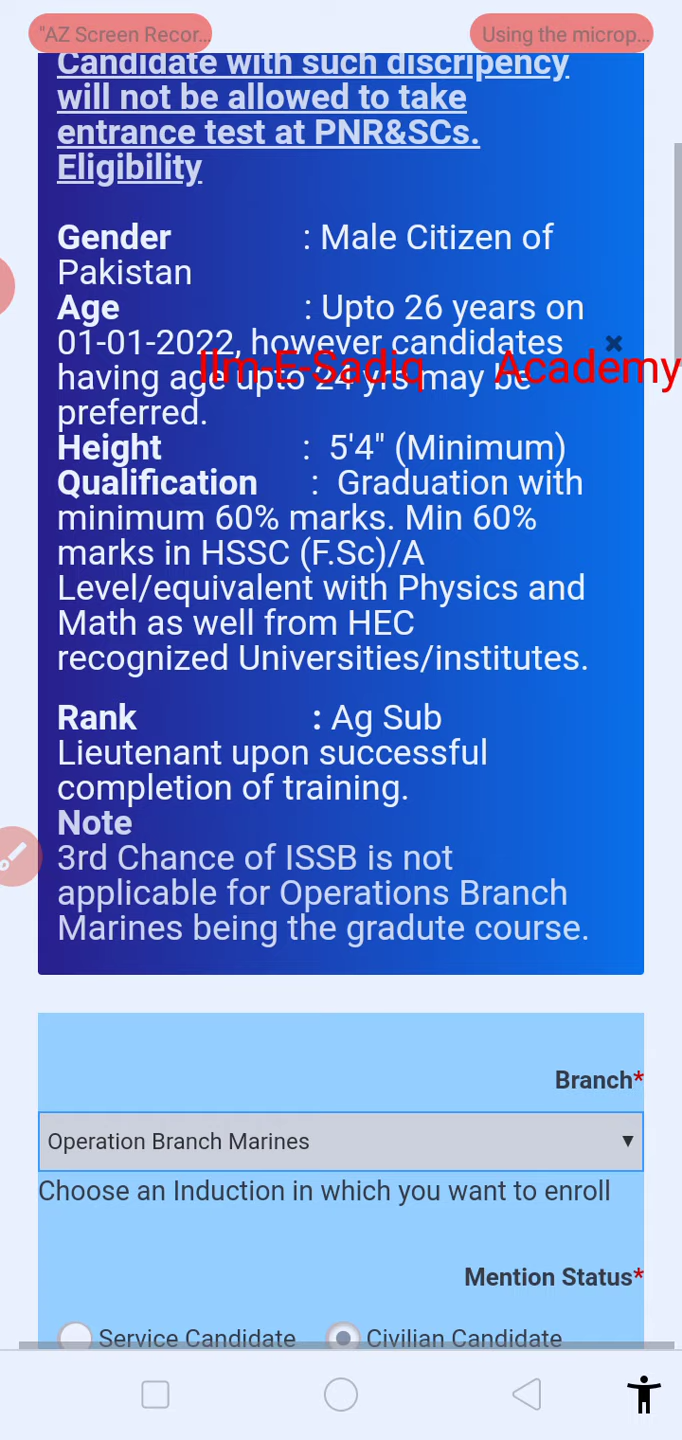 "AZ Screen Recor...
Using the microp...
Candidate with such discripency
will not be allowed to take
entrance test at PNR&SCs.
Eligibility
Gender : Male Citizen of
Pakistan
Age : Upto 26 years on
01-01-2022, however candidates
Ilm-E-Sadiq Academy
having age upto 24 yrs may be
preferred.
Height : 5'4" (Minimum)
Qualification : Graduation with
minimum 60% marks. Min 60%
marks in HSSC (F.Sc)/A
Level/equivalent with Physics and
Math as well from HEC
recognized Universities/institutes.
Rank : Ag Sub
Lieutenant upon successful
completion of training.
Note
3rd Chance of ISSB is not
applicable for Operations Branch
Marines being the gradute course.
Branch*
Operation Branch Marines
Choose an Induction in which you want to enroll
Mention Status*
Service Candidate
Civilian Candidate